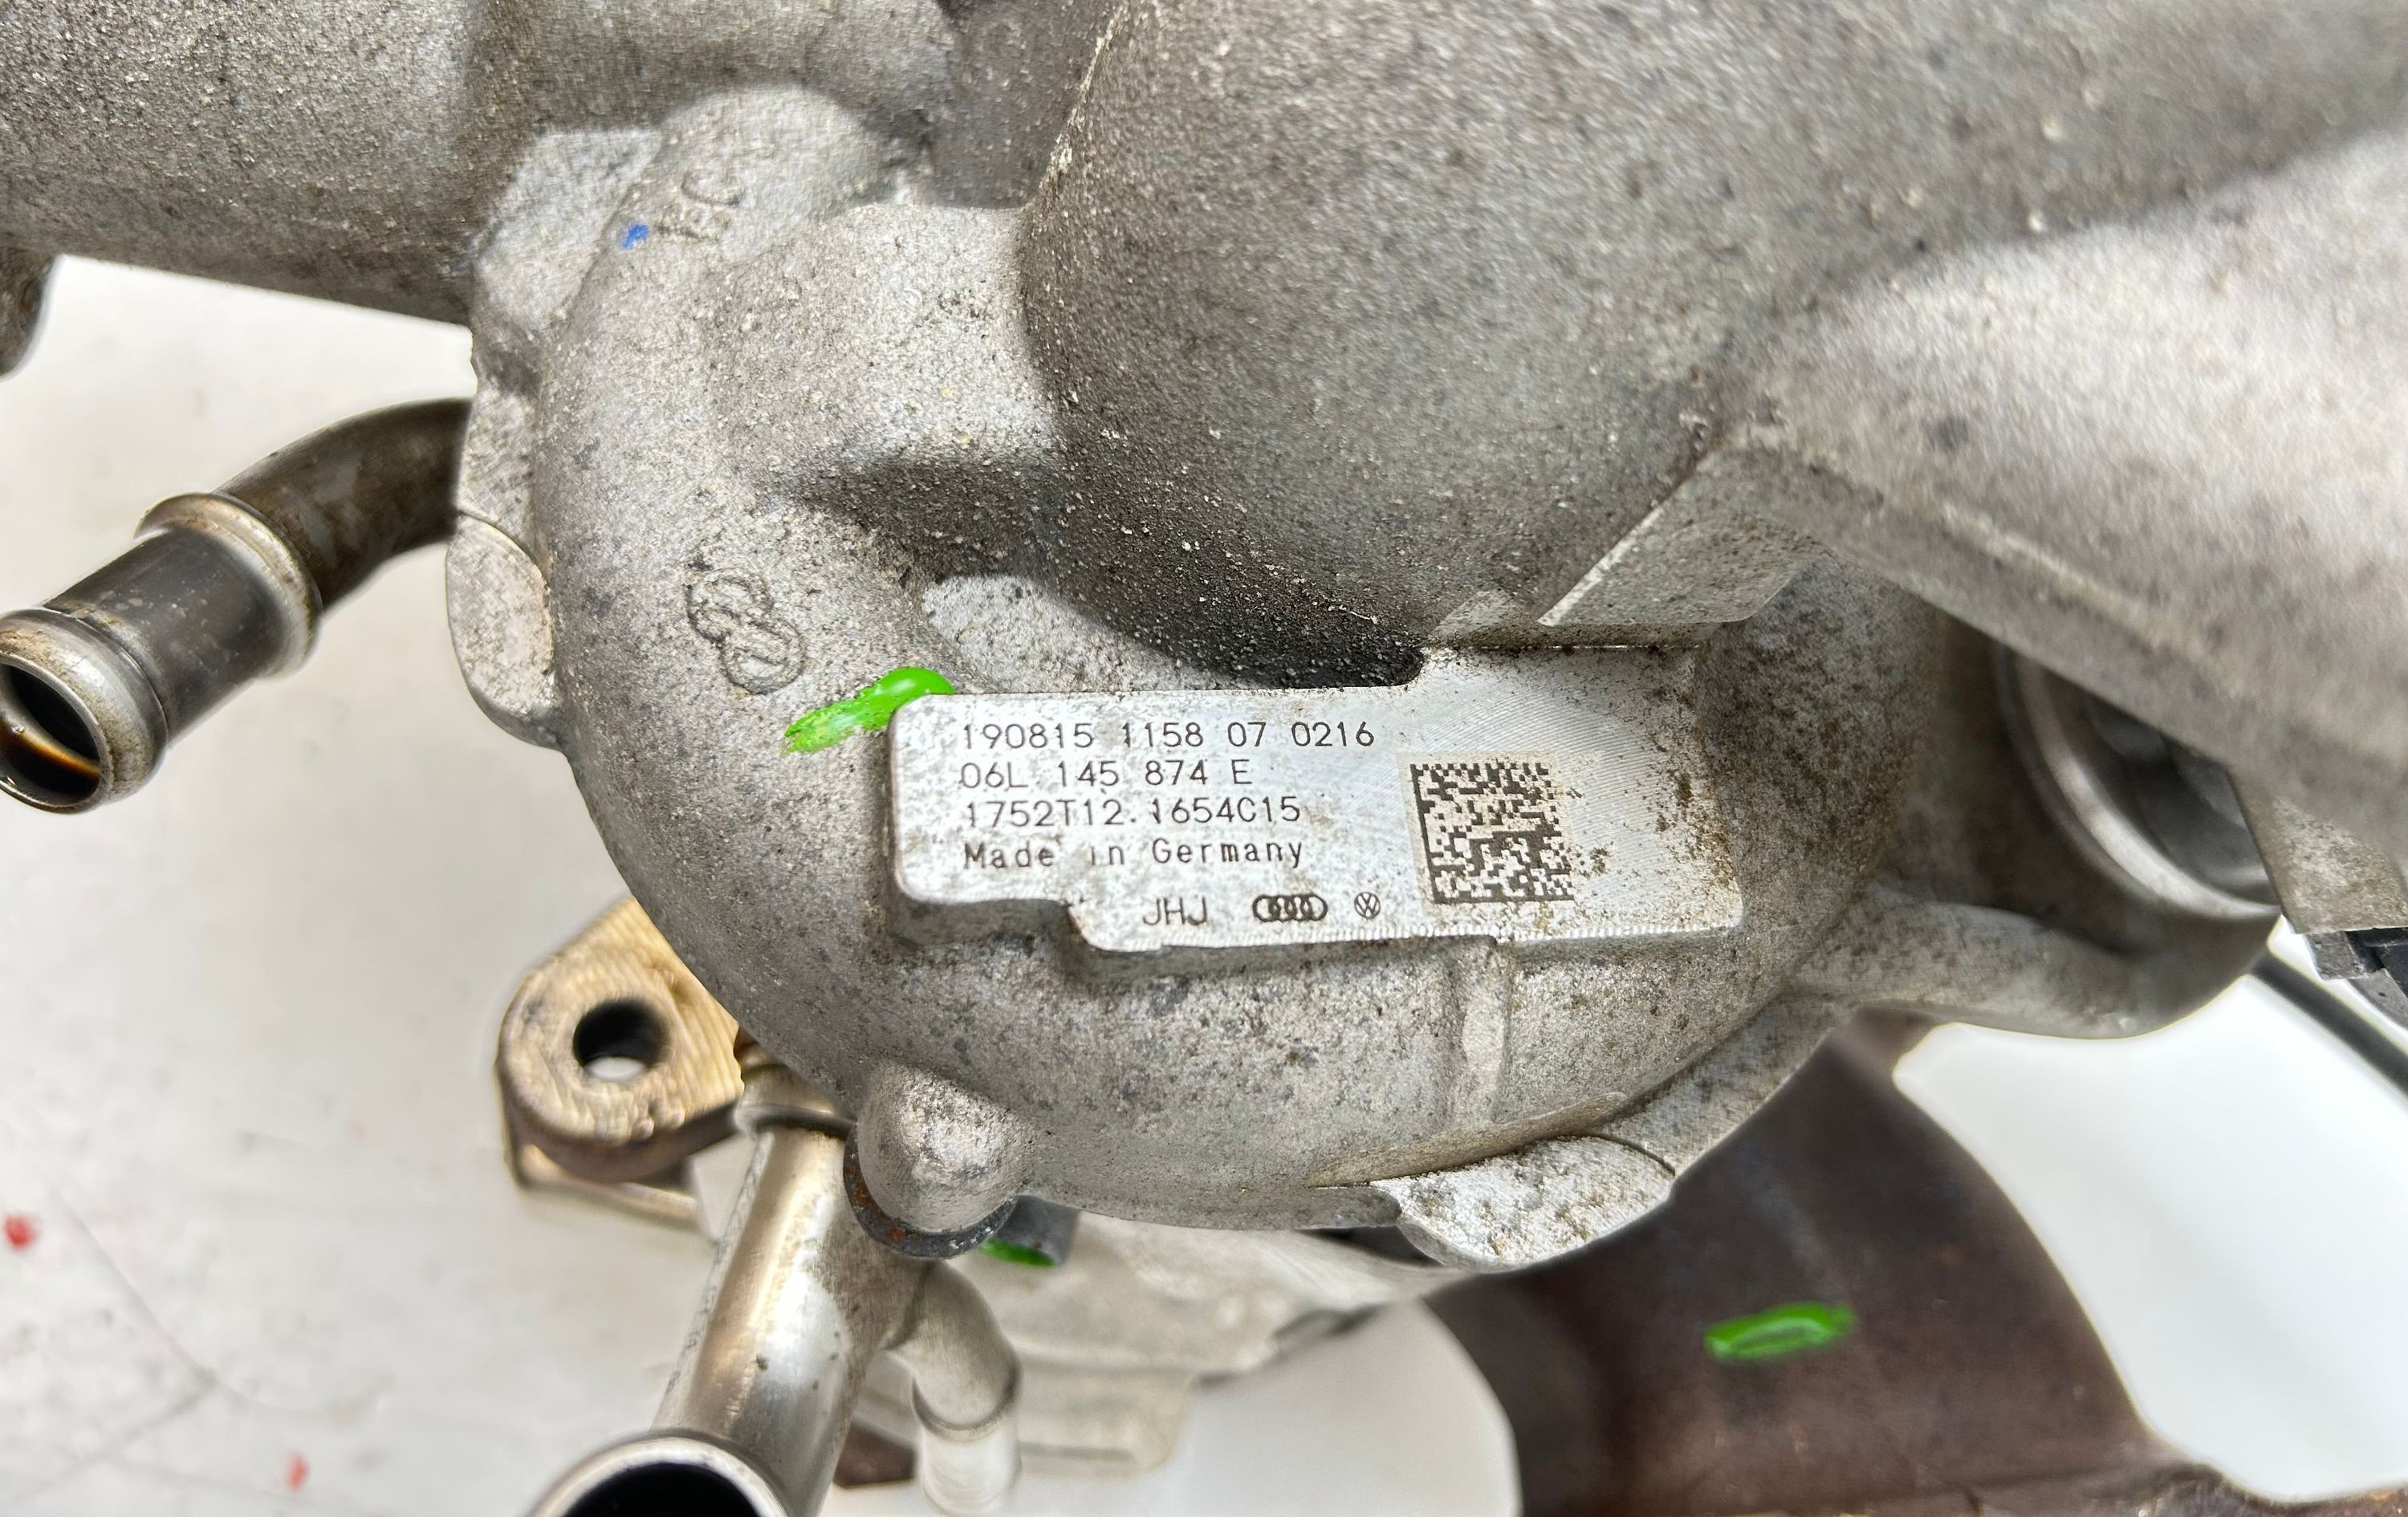 190815 1158 07 0216
06L 145 874 E
1752T12.1654C15
Made in Germany
JHJ